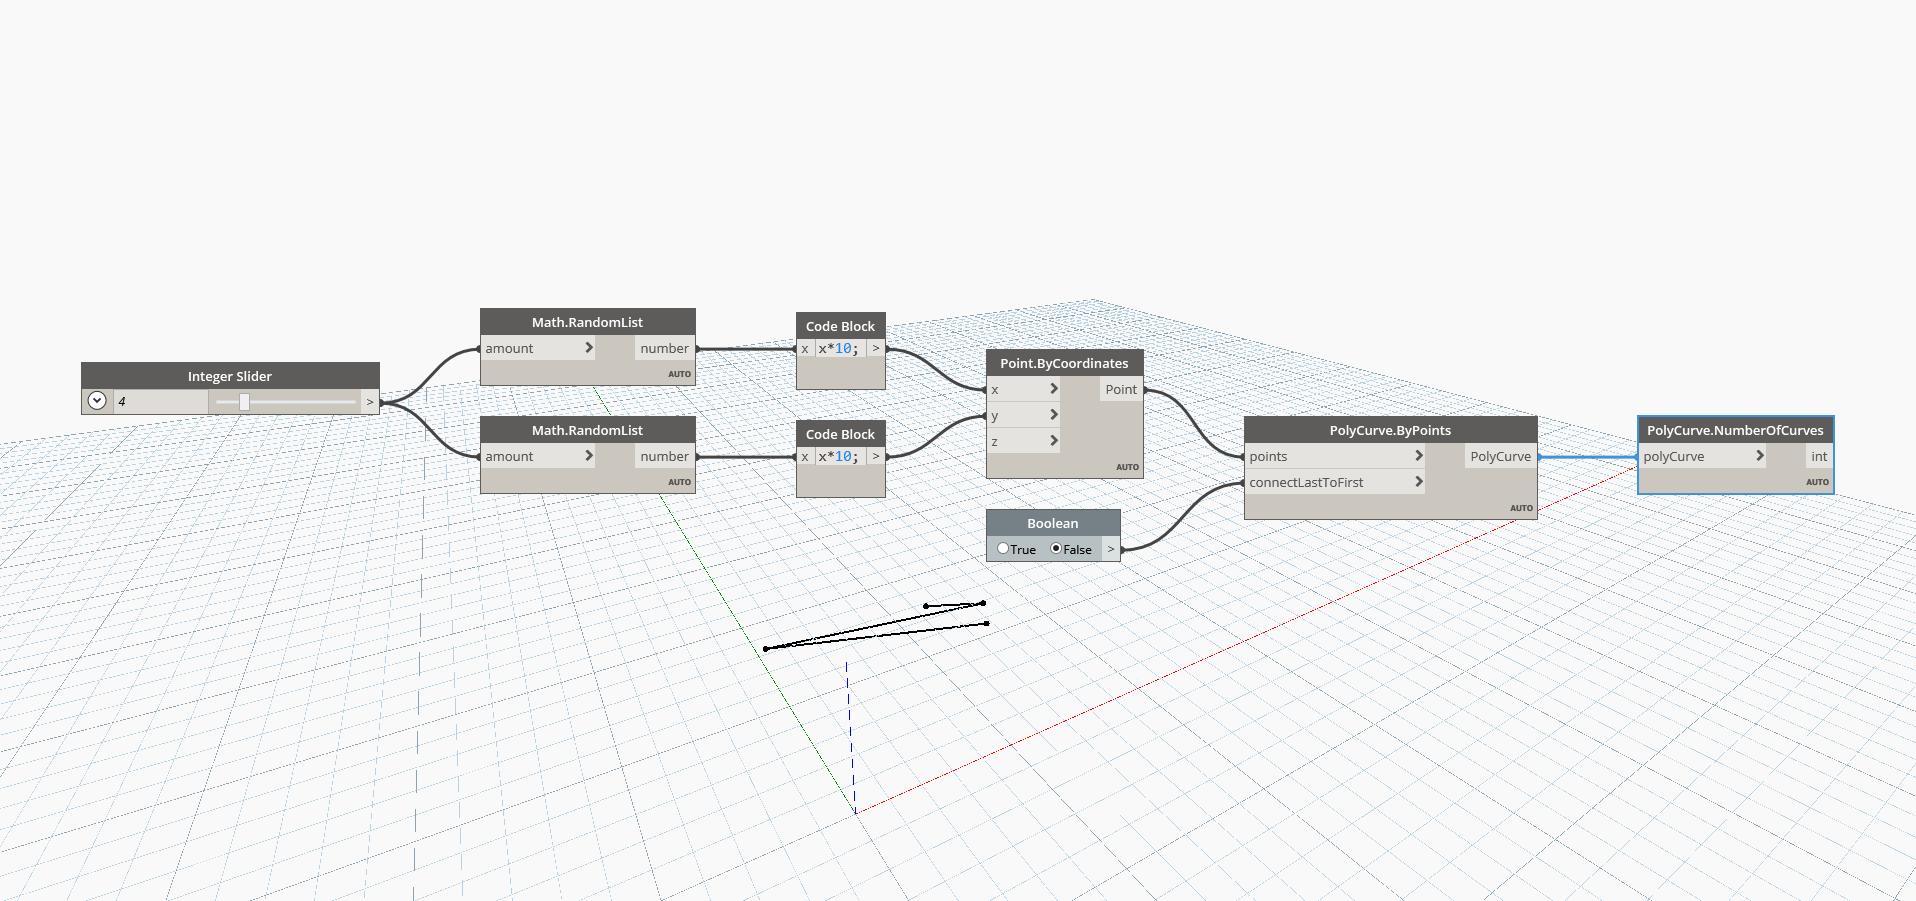 Integer Slider
4 >
Math.RandomList
amount > number
AUTO
Math.RandomList
amount > number
AUTO
Code Block
x x*10; >
Code Block
x x*10; >
Point.ByCoordinates
x > Point
y >
z >
AUTO
Boolean
True False >
PolyCurve.ByPoints
points > PolyCurve
connectLastToFirst >
AUTO
PolyCurve.NumberOfCurves
polyCurve > int
AUTO